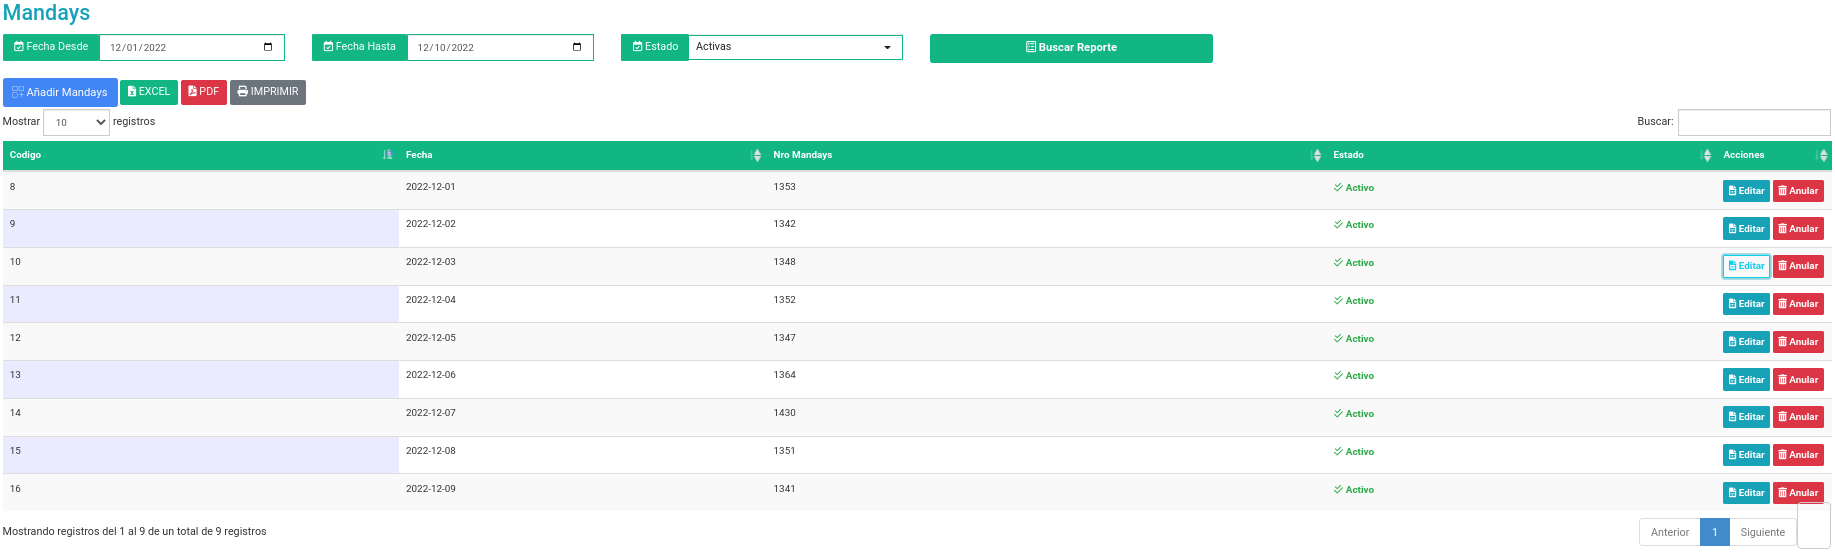 Mandays
Fecha Desde 12/01/2022 Fecha Hasta 12/10/2022 Estado Activas Buscar Reporte
Añadir Mandays EXCEL PDF IMPRIMIR
Mostrar 10 registros Buscar:
Codigo Fecha Nro Mandays Estado Acciones
8 2022-12-01 1353 Activo Editar Anular
9 2022-12-02 1342 Activo Editar Anular
10 2022-12-03 1348 Activo Editar Anular
11 2022-12-04 1352 Activo Editar Anular
12 2022-12-05 1347 Activo Editar Anular
13 2022-12-06 1364 Activo Editar Anular
14 2022-12-07 1430 Activo Editar Anular
15 2022-12-08 1351 Activo Editar Anular
16 2022-12-09 1341 Activo Editar Anular
Mostrando registros del 1 al 9 de un total de 9 registros Anterior 1 Siguiente